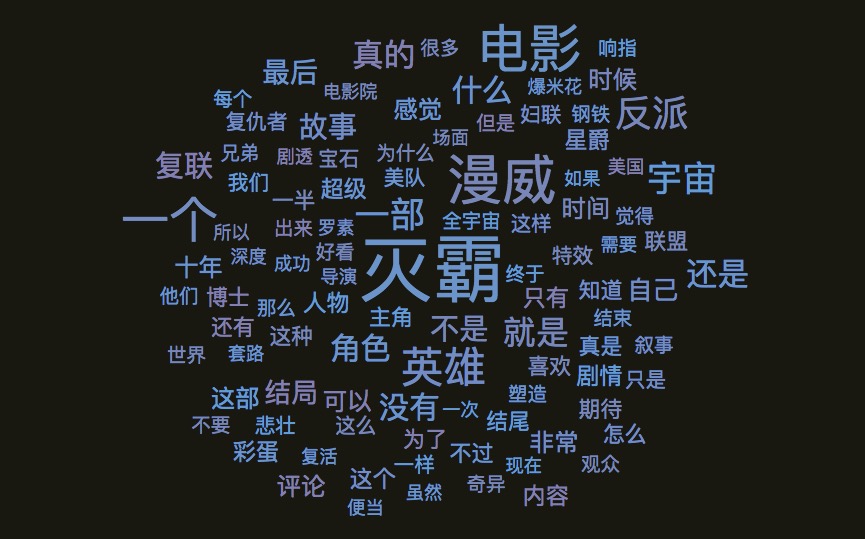 电影
真的
很多
响指
最后
电影院
什么
爆米花
时候
每个
感觉
复仇者
故事
但是
妇联
钢铁
反派
场面
星爵
复联
兄弟
剧透
宝石
为什么
漫威
美国
我们
超级
美队
如果
宇宙
一半
一个
所以
出来
罗素
一部
全宇宙
这样
时间
觉得
好看
灭霸
特效
需要
联盟
十年
深度
成功
导演
终于
还是
他们
博士
那么
人物
只有
知道
自己
还有
这种
主角
不是
就是
结束
世界
套路
角色
英雄
真是
叙事
喜欢
剧情
只是
这部
结局
可以
没有
一次
塑造
期待
不要
悲壮
这么
为了
结尾
非常
怎么
彩蛋
复活
一样
不过
现在
观众
评论
这个
虽然
奇异
内容
便当